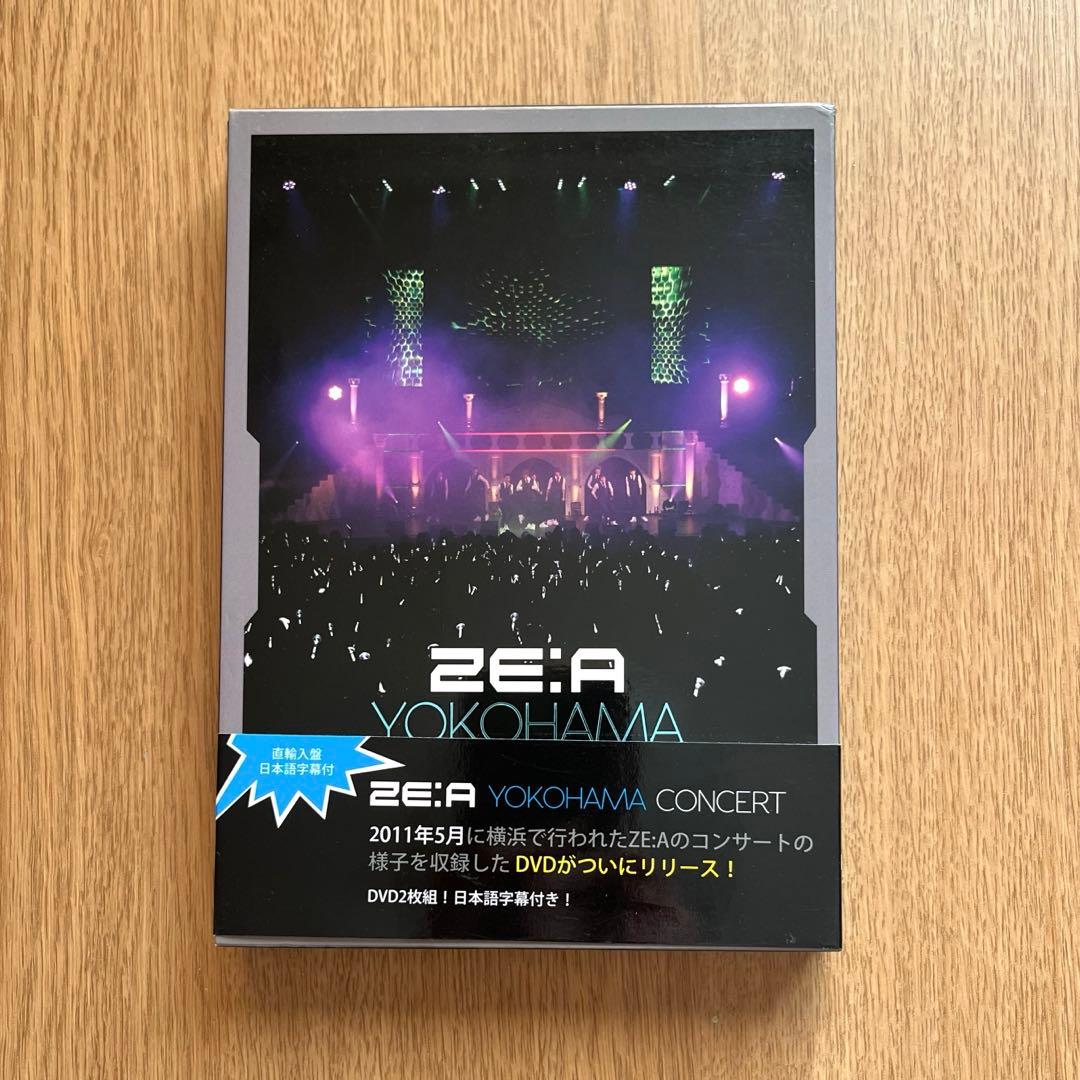 ZE:A
YOKOHAMA
直輸入盤
日本語字幕付
ZE:A YOKOHAMA CONCERT
2011年5月に横浜で行われたZE:Aのコンサートの
様子を収録した DVDがついにリリース！
DVD2枚組！日本語字幕付き！